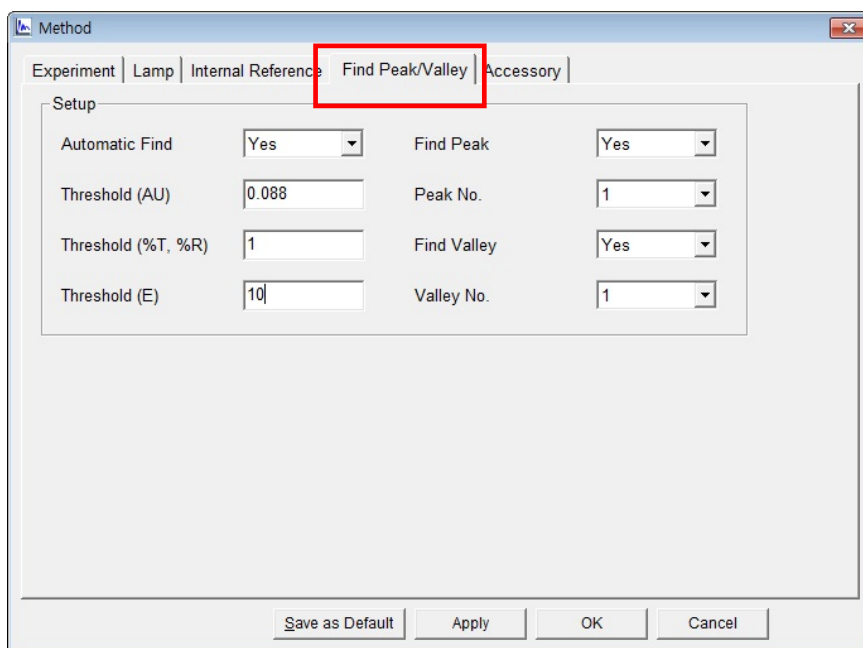 Method
Experiment Lamp Internal Reference Find Peak/Valley Accessory
Setup
Automatic Find Yes Find Peak Yes
Threshold (AU) 0.088 Peak No. 1
Threshold (%T, %R) 1 Find Valley Yes
Threshold (E) 10 Valley No. 1
Save as Default Apply OK Cancel